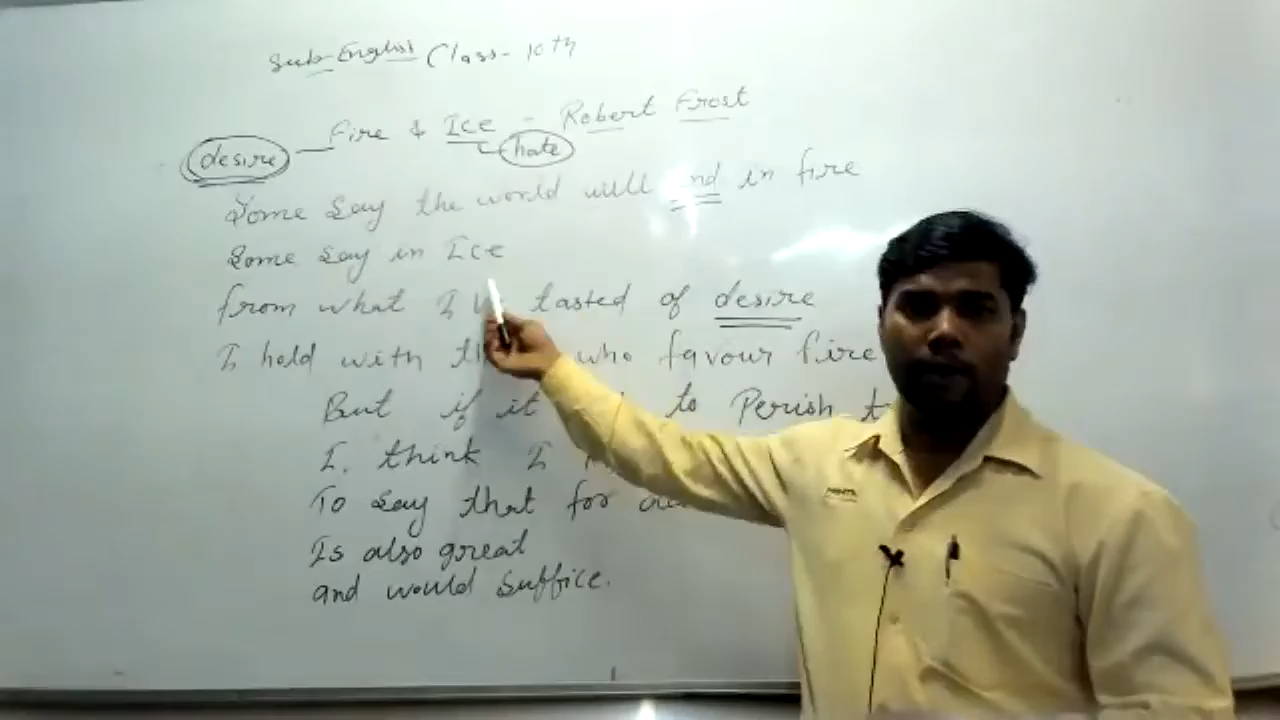 Sub-English Class-10th
Fire & Ice - Robert Frost
desire hate
Some Say the world will end in fire
Some Say in Ice
from what I tasted of desire
I hold with who favour fire
But if it to Perish
I think I
To Say that for
Is also great
and would Suffice.